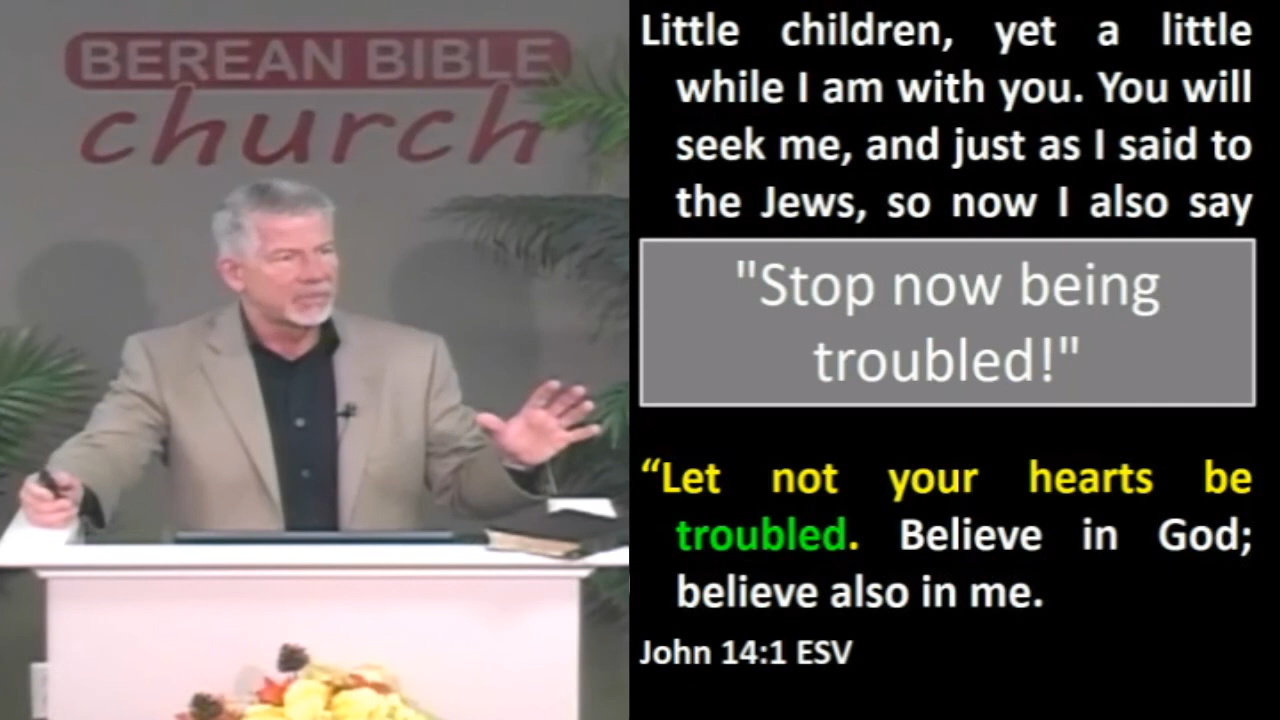 BEREAN BIBLE
church
Little children, yet a little
while I am with you. You will
seek me, and just as I said to
the Jews, so now I also say
"Stop now being
troubled!"
“Let not your hearts be
troubled. Believe in God;
believe also in me.
John 14:1 ESV